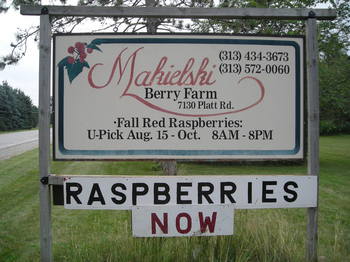 Makielski
Berry Farm
7130 Platt Rd.
(313) 434-3673
(313) 572-0060
·Fall Red Raspberries:
U-Pick Aug. 15 - Oct. 8AM - 8PM
RASPBERRIES
NOW